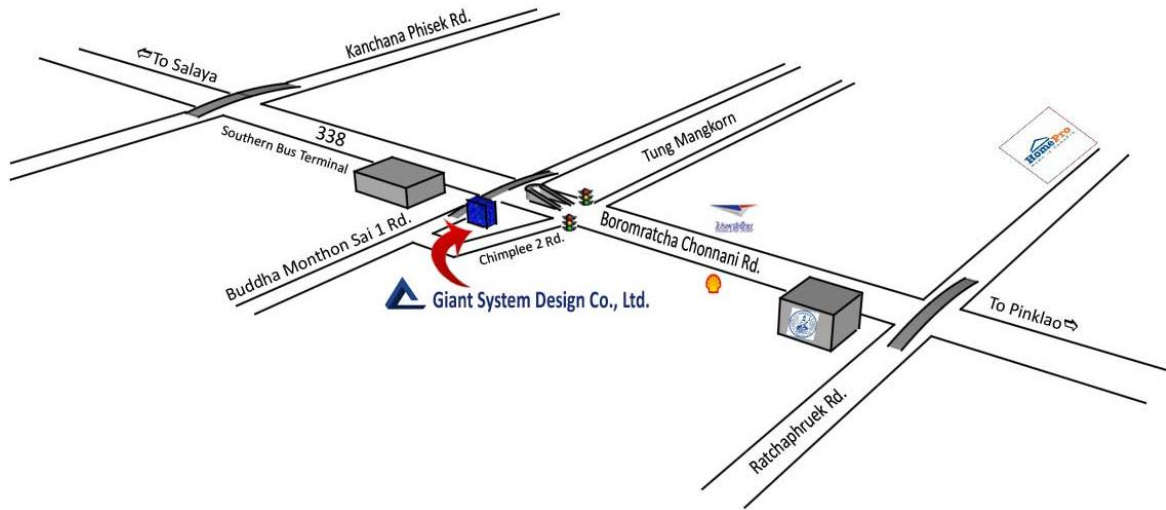 ⇦To Salaya
Kanchana Phisek Rd.
338
Southern Bus Terminal
Tung Mangkorn
HomePro
Buddha Monthon Sai 1 Rd.
Chimplee 2 Rd.
Boromratcha Chonnani Rd.
Giant System Design Co., Ltd.
To Pinklao⇨
Ratchaphruek Rd.